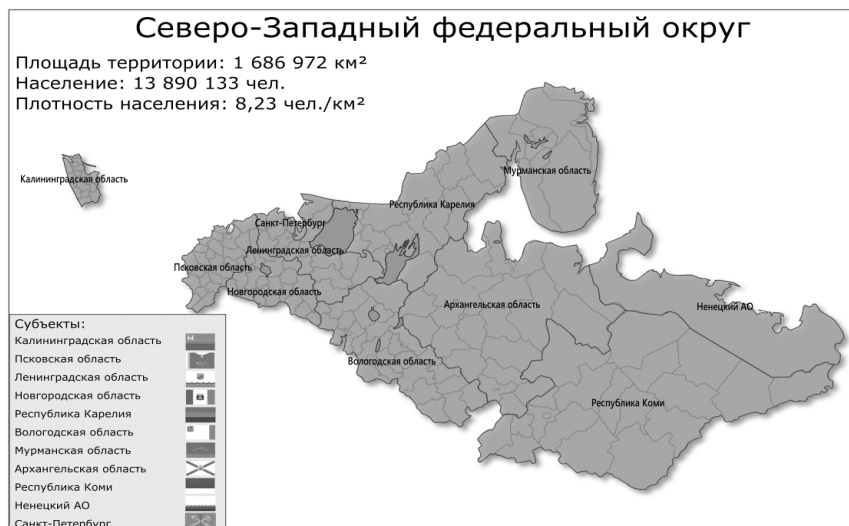 Северо-Западный федеральный округ
Площадь территории: 1 686 972 км²
Население: 13 890 133 чел.
Плотность населения: 8,23 чел./км²
Калининградская область
Мурманская область
Республика Карелия
Санкт-Петербург
Ленинградская область
Псковская область
Новгородская область
Архангельская область
Ненецкий АО
Вологодская область
Республика Коми
Субъекты:
Калининградская область
Псковская область
Ленинградская область
Новгородская область
Республика Карелия
Вологодская область
Мурманская область
Архангельская область
Республика Коми
Ненецкий АО
Санкт-Петербург